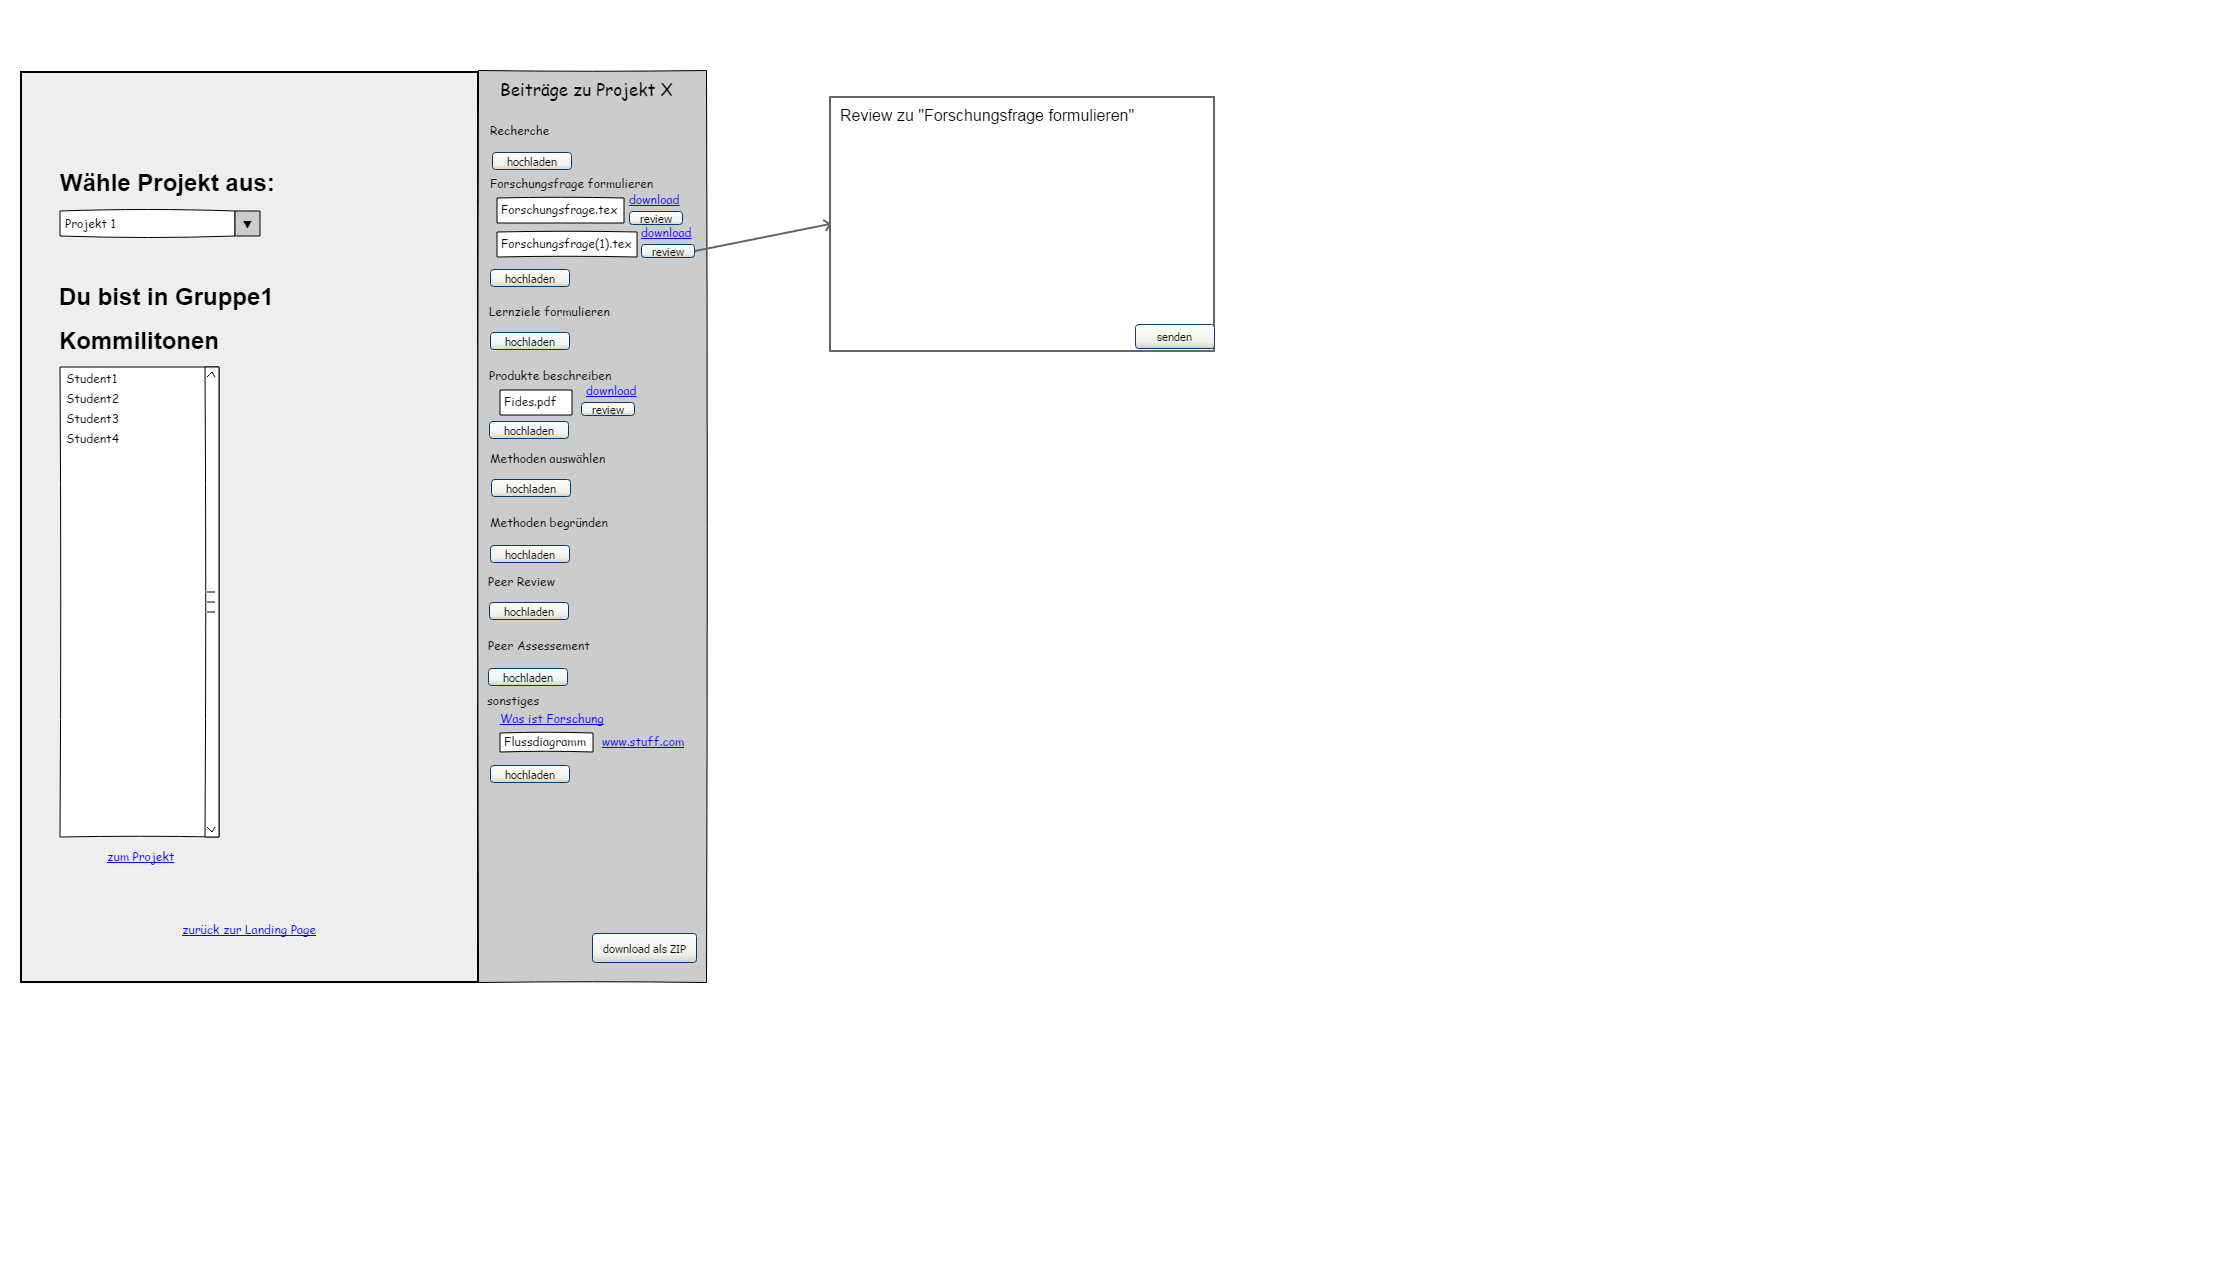 Wähle Projekt aus:
Projekt 1
Du bist in Gruppe1
Kommilitonen
Student1
Student2
Student3
Student4
zum Projekt
zurück zur Landing Page
Beiträge zu Projekt X
Recherche
hochladen
Forschungsfrage formulieren
Forschungsfrage.tex
download
review
Forschungsfrage(1).tex
download
review
hochladen
Lernziele formulieren
hochladen
Produkte beschreiben
Fides.pdf
download
review
hochladen
Methoden auswählen
hochladen
Methoden begründen
hochladen
Peer Review
hochladen
Peer Assessement
hochladen
sonstiges
Was ist Forschung
Flussdiagramm www.stuff.com
hochladen
download als ZIP
Review zu "Forschungsfrage formulieren"
senden